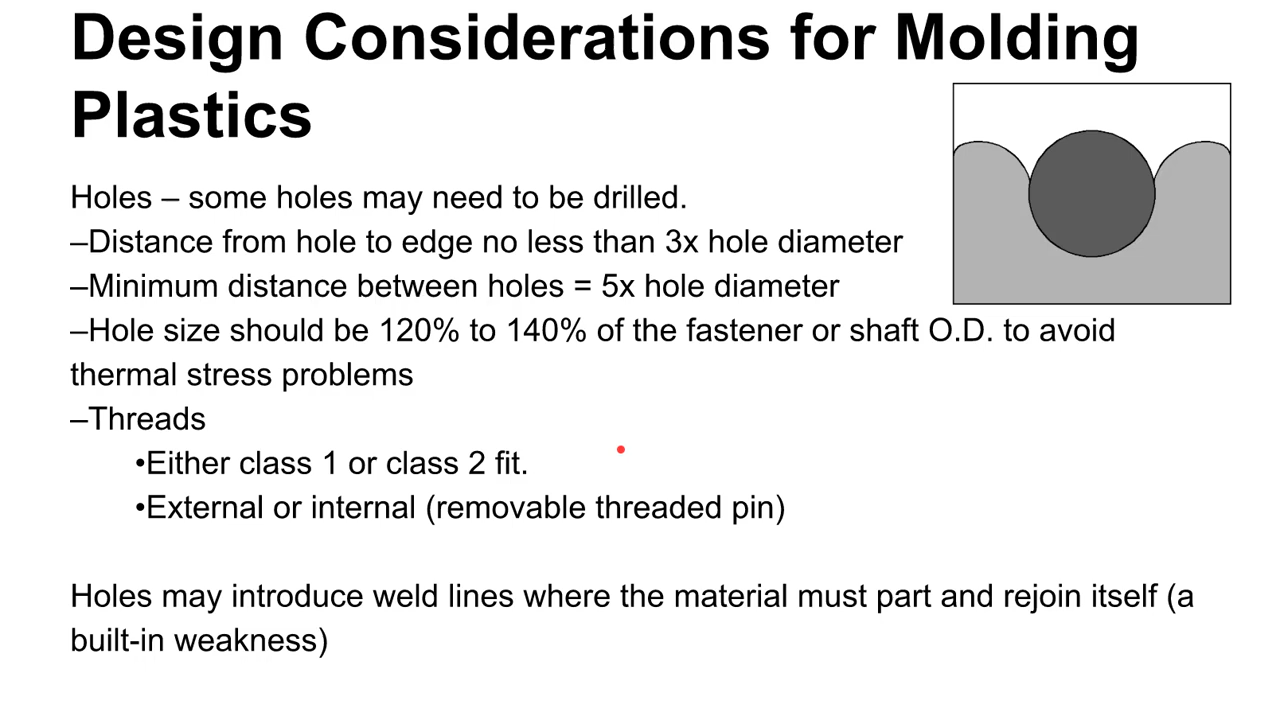 Design Considerations for Molding
Plastics
Holes – some holes may need to be drilled.
–Distance from hole to edge no less than 3x hole diameter
–Minimum distance between holes = 5x hole diameter
–Hole size should be 120% to 140% of the fastener or shaft O.D. to avoid
thermal stress problems
–Threads
•Either class 1 or class 2 fit.
•External or internal (removable threaded pin)
Holes may introduce weld lines where the material must part and rejoin itself (a
built-in weakness)